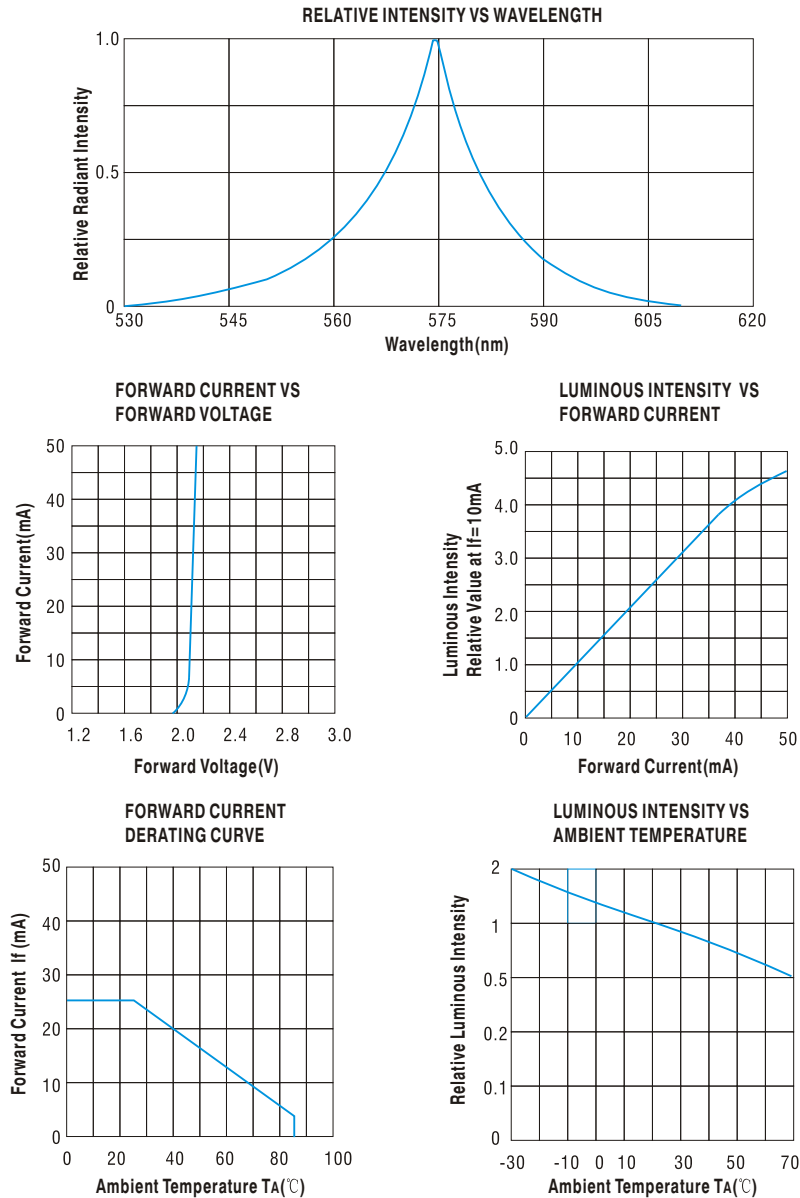 RELATIVE INTENSITY VS WAVELENGTH
1.0
0.5
0
Relative Radiant Intensity
530 545 560 575 590 605 620
Wavelength(nm)
FORWARD CURRENT VS
FORWARD VOLTAGE
50
40
30
20
10
0
Forward Current(mA)
1.2 1.6 2.0 2.4 2.8 3.0
Forward Voltage(V)
LUMINOUS INTENSITY VS
FORWARD CURRENT
5.0
4.0
3.0
2.0
1.0
0
Luminous Intensity
Relative Value at If=10mA
0 10 20 30 40 50
Forward Current(mA)
FORWARD CURRENT
DERATING CURVE
50
40
30
20
10
0
Forward Current If (mA)
0 20 40 60 80 100
Ambient Temperature TA(℃)
LUMINOUS INTENSITY VS
AMBIENT TEMPERATURE
2
1
0.5
0.2
0.1
0
Relative Luminous Intensity
-30 -10 0 10 30 50 70
Ambient Temperature TA(℃)